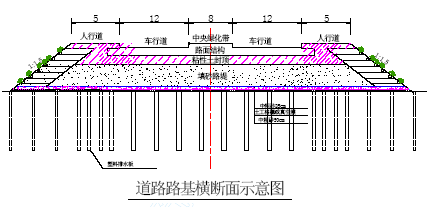 5 12 8 12 5
人行道 中央绿化带 人行道
车行道 车行道
路面结构
粘性土封顶
填砂路堤
塑料排水板
道路路基横断面示意图